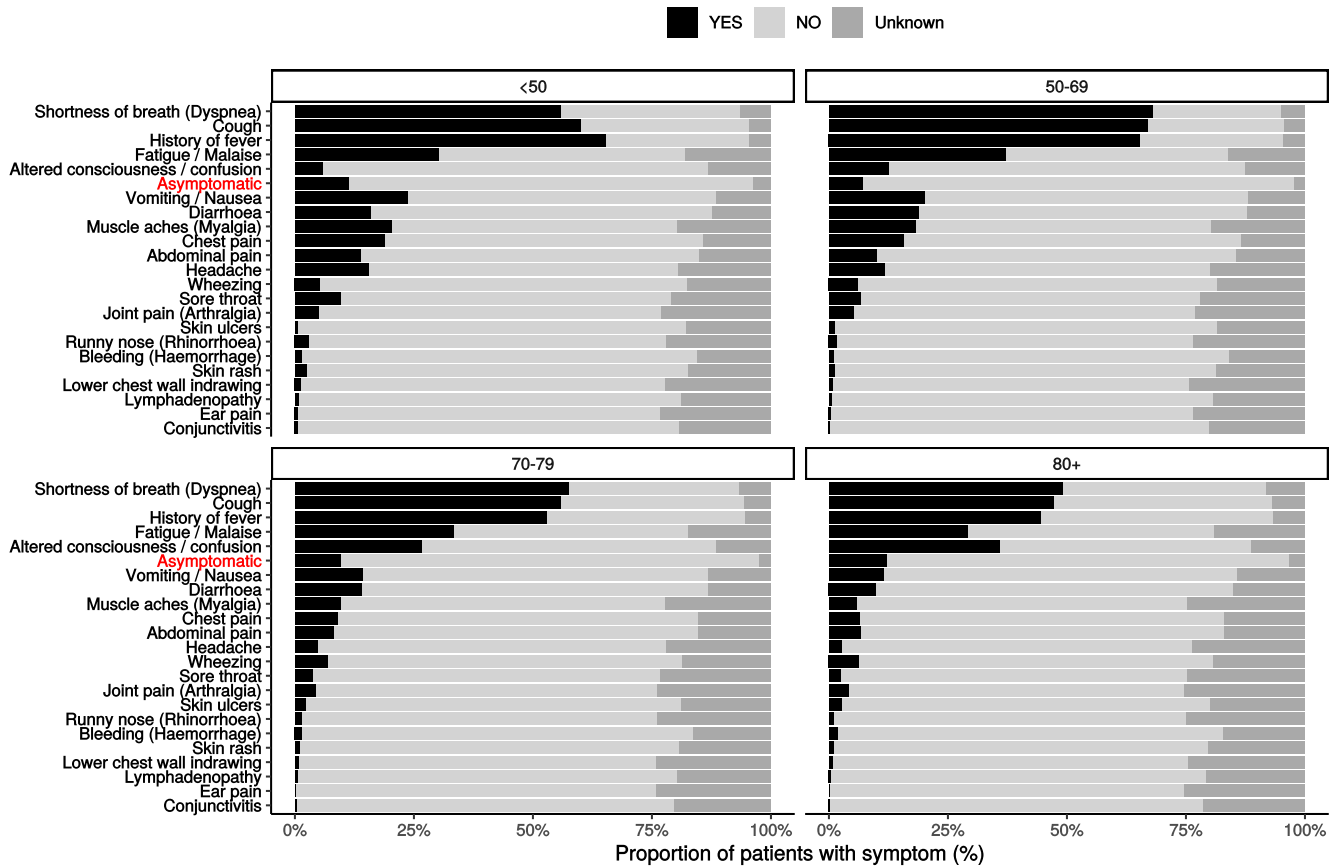 YES NO Unknown
<50 50-69
Shortness of breath (Dyspnea)
Cough
History of fever
Fatigue / Malaise
Altered consciousness / confusion
Asymptomatic
Vomiting / Nausea
Diarrhoea
Muscle aches (Myalgia)
Chest pain
Abdominal pain
Headache
Wheezing
Sore throat
Joint pain (Arthralgia)
Skin ulcers
Runny nose (Rhinorrhoea)
Bleeding (Haemorrhage)
Skin rash
Lower chest wall indrawing
Lymphadenopathy
Ear pain
Conjunctivitis
70-79 80+
Shortness of breath (Dyspnea)
Cough
History of fever
Fatigue / Malaise
Altered consciousness / confusion
Asymptomatic
Vomiting / Nausea
Diarrhoea
Muscle aches (Myalgia)
Chest pain
Abdominal pain
Headache
Wheezing
Sore throat
Joint pain (Arthralgia)
Skin ulcers
Runny nose (Rhinorrhoea)
Bleeding (Haemorrhage)
Skin rash
Lower chest wall indrawing
Lymphadenopathy
Ear pain
Conjunctivitis
0% 25% 50% 75% 100% 0% 25% 50% 75% 100%
Proportion of patients with symptom (%)